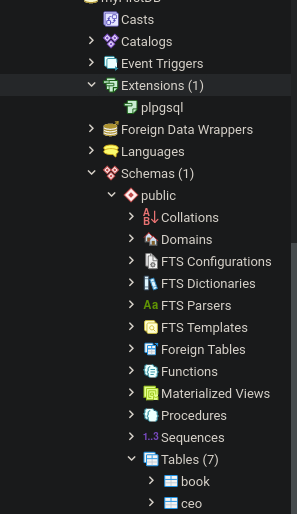 myFirstDB
Casts
Catalogs
Event Triggers
Extensions (1)
plpgsql
Foreign Data Wrappers
Languages
Schemas (1)
public
Collations
Domains
FTS Configurations
FTS Dictionaries
Aa FTS Parsers
FTS Templates
Foreign Tables
Functions
Materialized Views
Procedures
1..3 Sequences
Tables (7)
book
ceo